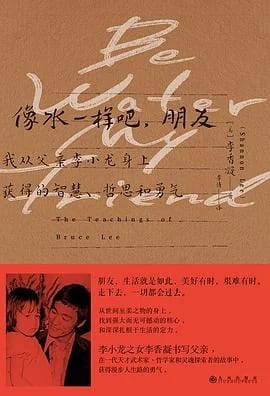 Be
Water
My
Friend
像水一样吧，朋友
[美] 李香凝 (Shannon Lee)
我从父亲李小龙身上
获得的智慧、哲思和勇气
李倩 译
The Teachings of
Bruce Lee
朋友，生活就是如此，美好有时，艰难有时。
走下去，一切都会过去。
从世间至柔之物的身上，
找到强大而无可撼动的核心，
和深深扎根于生活的定力。
李小龙之女李香凝书写父亲，
在一代天才武术家、哲学家和灵魂探索者的故事中，
获得漫步人生路的勇气。